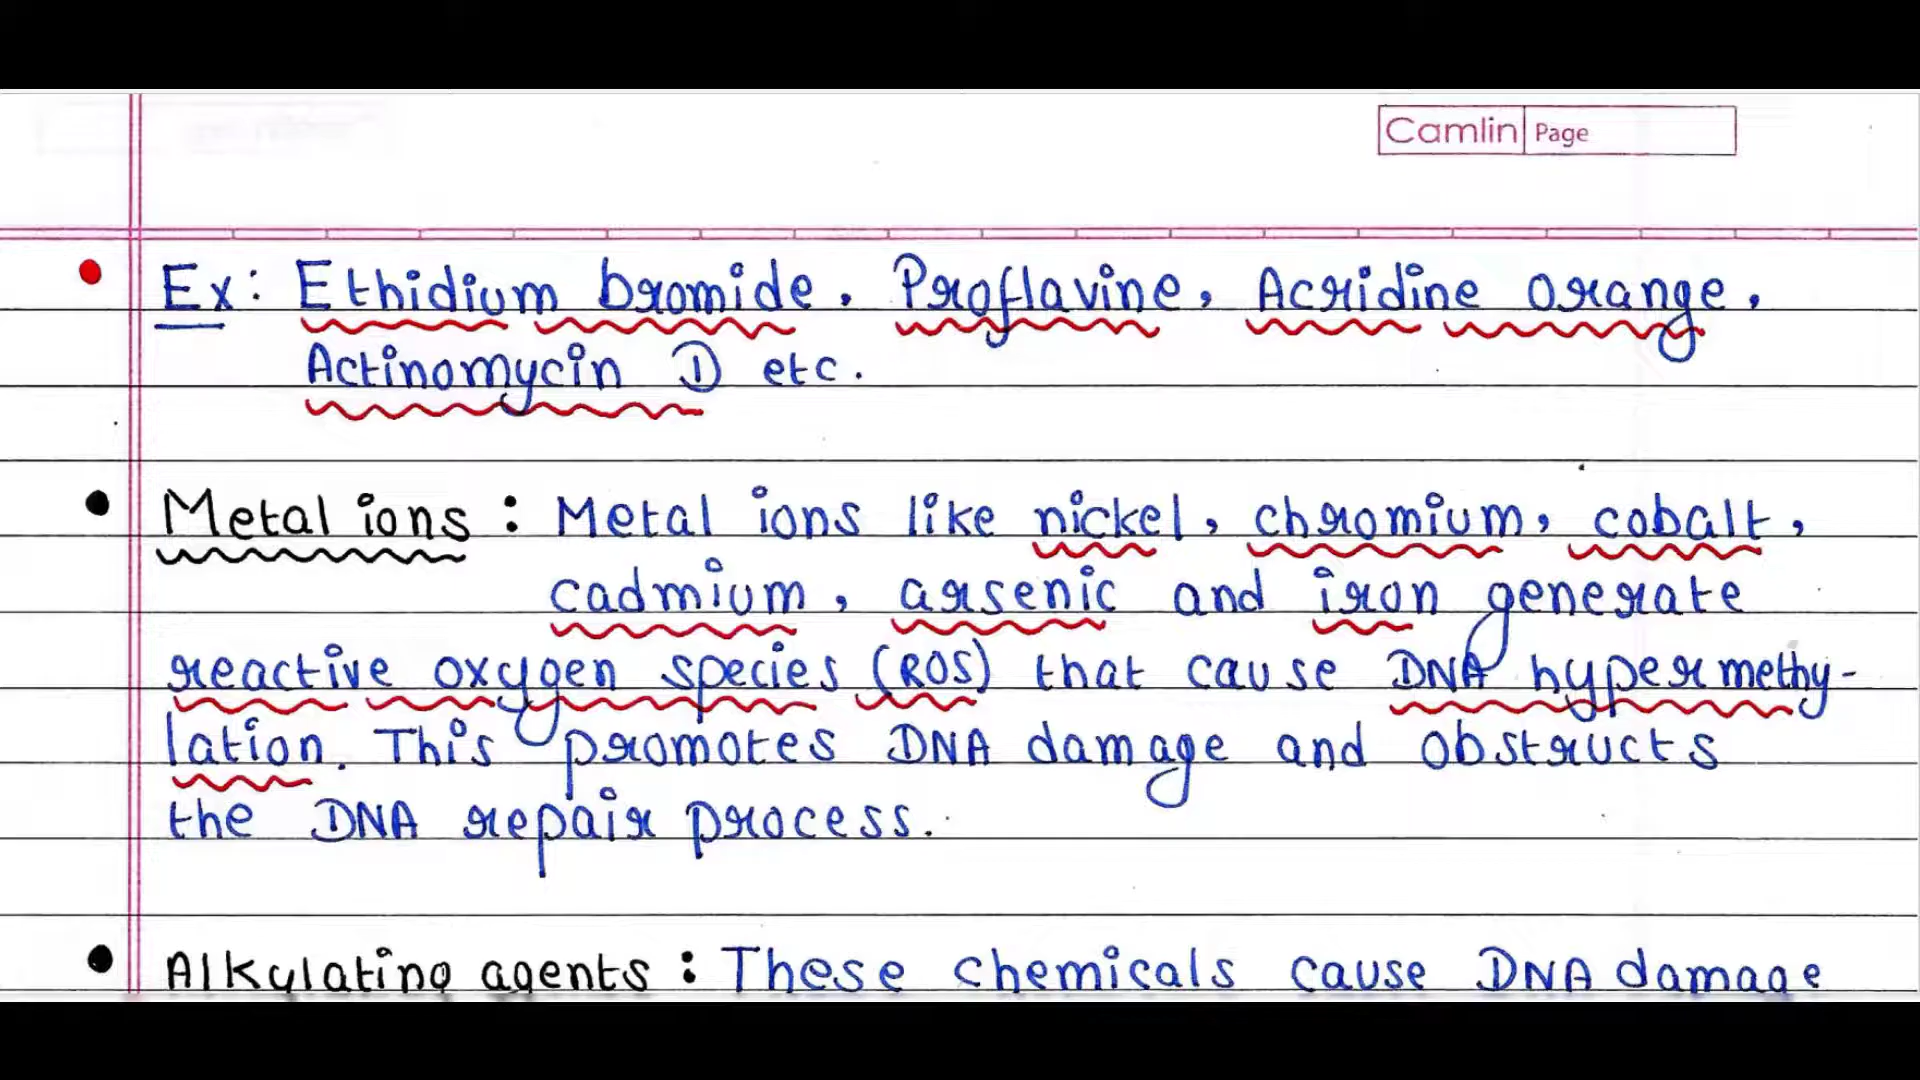 Camlin Page
Ex: Ethidium bromide, Proflavine, Acridine orange,
Actinomycin D etc.
Metal ions : Metal ions like nickel, chromium, cobalt,
cadmium, arsenic and iron generate
reactive oxygen species (ROS) that cause DNA hypermethy-
lation. This promotes DNA damage and obstructs
the DNA repair process.
Alkylating agents : These chemicals cause DNA damage